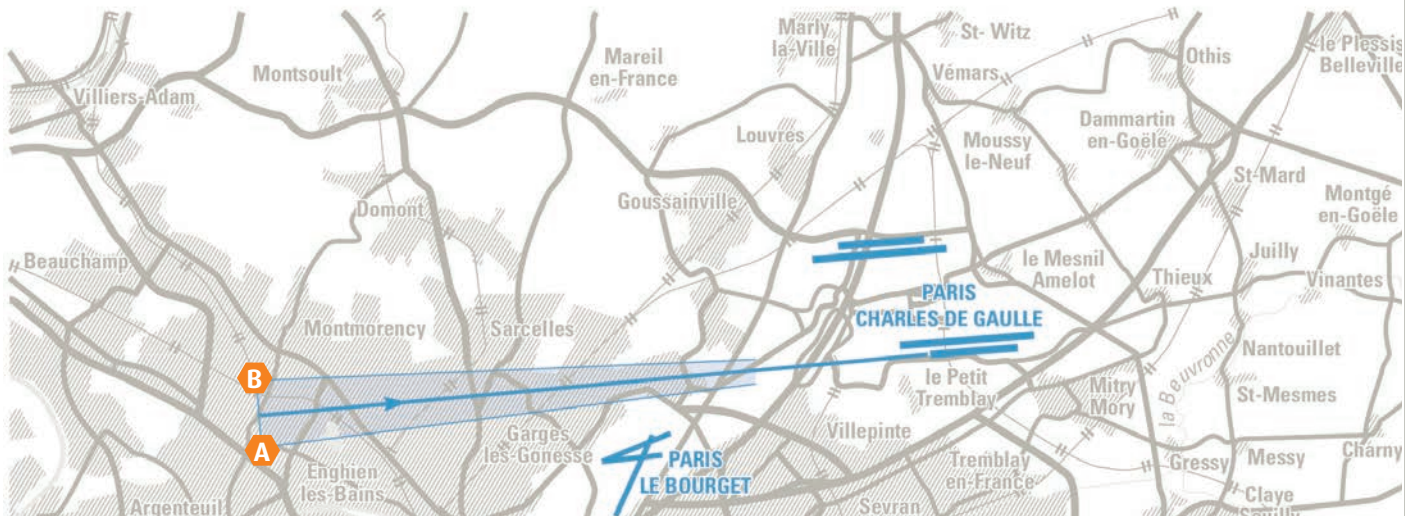 Marly
la-Ville
St- Witz
Mareil
en-France
le Plessis
Belleville
Othis
Montsoult
Vémars
Villiers-Adam
Louvres
Dammartin
en-Goële
Moussy
le-Neuf
St-Mard
Goussainville
Domont
Montgé
en-Goële
Beauchamp
le Mesnil
Amelot
Juilly
Thieux
Vinantes
PARIS
CHARLES DE GAULLE
Montmorency
Sarcelles
la Beuvronne
Nantouillet
B
le Petit
Tremblay
Mitry
Mory
St-Mesmes
A
Garges
les-Gonesse
Villepinte
Enghien
les-Bains
PARIS
LE BOURGET
Tremblay
en-France
Gressy
Messy
Charny
Argenteuil
Sevran
Claye